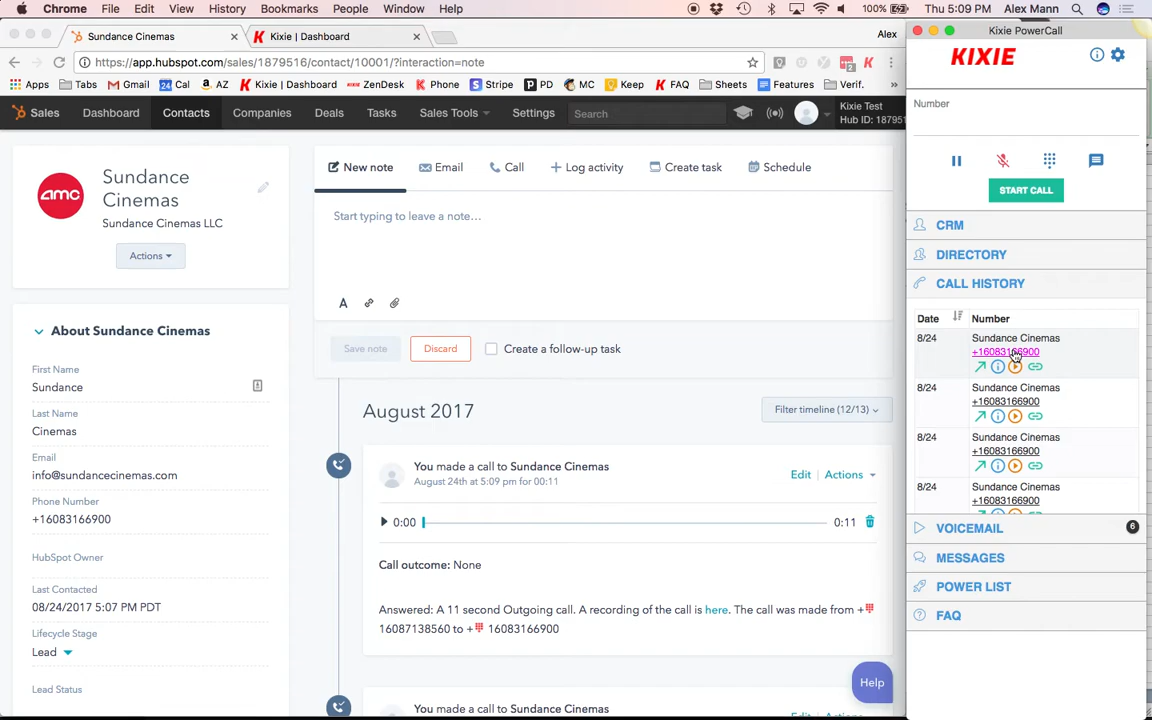 Chrome File Edit View History Bookmarks People Window Help
100% Thu 5:09 PM Alex Mann
Sundance Cinemas
Kixie | Dashboard
Alex
https://app.hubspot.com/sales/1879516/contact/10001/?interaction=note
Apps Tabs Gmail Cal AZ Kixie | Dashboard ZenDesk Phone Stripe PD MC Keep FAQ Sheets Features Verif.
Sales Dashboard Contacts Companies Deals Tasks Sales Tools Settings Search
Kixie Test
Hub ID: 18795
Sundance
Cinemas
Sundance Cinemas LLC
Actions
About Sundance Cinemas
First Name
Sundance
Last Name
Cinemas
Email
info@sundancecinemas.com
Phone Number
+16083166900
HubSpot Owner
Last Contacted
08/24/2017 5:07 PM PDT
Lifecycle Stage
Lead
Lead Status
amc
New note Email Call + Log activity Create task Schedule
Start typing to leave a note...
A
Save note Discard Create a follow-up task
August 2017
Filter timeline (12/13)
You made a call to Sundance Cinemas
August 24th at 5:09 pm for 00:11
Edit | Actions
0:00 0:11
Call outcome: None
Answered: A 11 second Outgoing call. A recording of the call is here. The call was made from +
16087138560 to + 16083166900
You made a call to Sundance Cinemas
Help
Kixie PowerCall
KIXIE
Number
START CALL
CRM
DIRECTORY
CALL HISTORY
Date Number
8/24 Sundance Cinemas
+16083166900
8/24 Sundance Cinemas
+16083166900
8/24 Sundance Cinemas
+16083166900
8/24 Sundance Cinemas
+16083166900
VOICEMAIL 6
MESSAGES
POWER LIST
FAQ